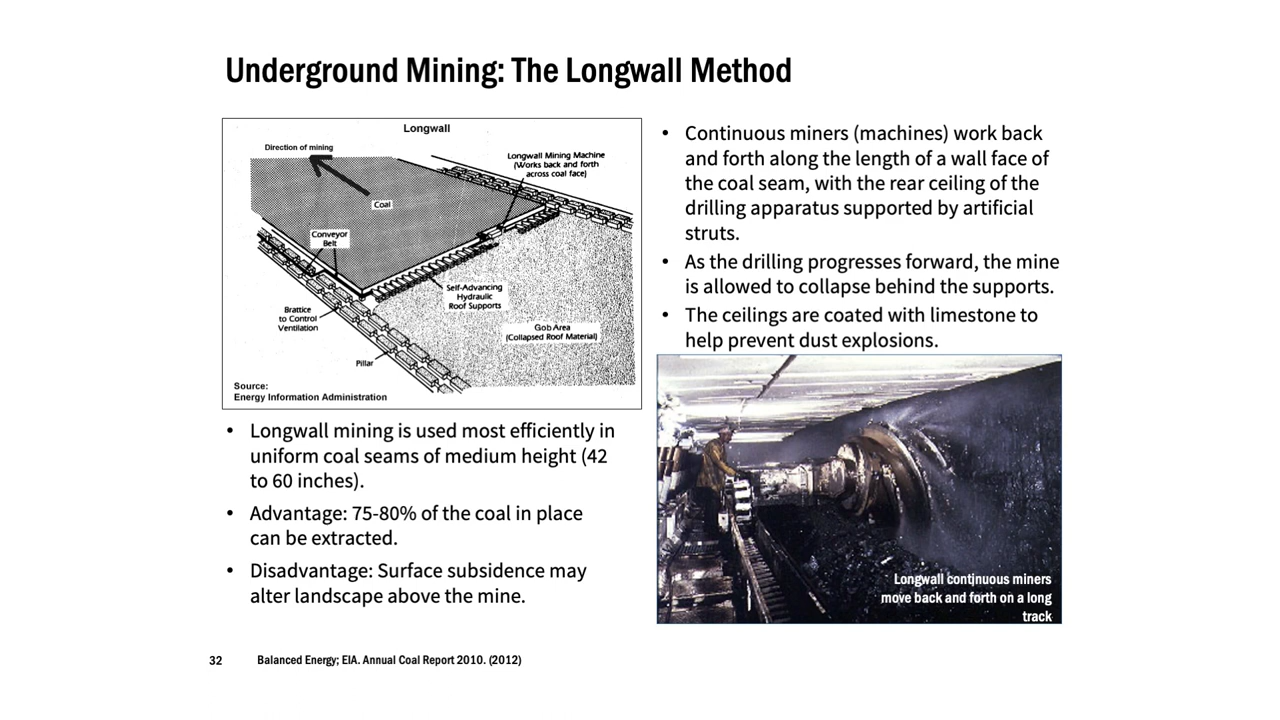 Underground Mining: The Longwall Method
Longwall
Direction of mining
Longwall Mining Machine
(Works back and forth
across coal face)
Coal
Conveyor
Belt
Self-Advancing
Hydraulic
Roof Supports
Brattice
to Control
Ventilation
Gob Area
(Collapsed Roof Material)
Pillar
Source:
Energy Information Administration
• Longwall mining is used most efficiently in
uniform coal seams of medium height (42
to 60 inches).
• Advantage: 75-80% of the coal in place
can be extracted.
• Disadvantage: Surface subsidence may
alter landscape above the mine.
• Continuous miners (machines) work back
and forth along the length of a wall face of
the coal seam, with the rear ceiling of the
drilling apparatus supported by artificial
struts.
• As the drilling progresses forward, the mine
is allowed to collapse behind the supports.
• The ceilings are coated with limestone to
help prevent dust explosions.
Longwall continuous miners
move back and forth on a long
track
32
Balanced Energy; EIA. Annual Coal Report 2010. (2012)